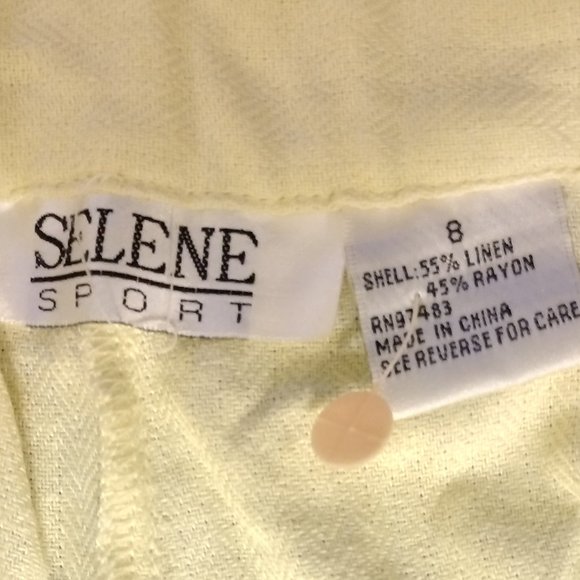 SELENE
SPORT
8
SHELL:55% LINEN
45% RAYON
RN97483
MADE IN CHINA
SEE REVERSE FOR CARE